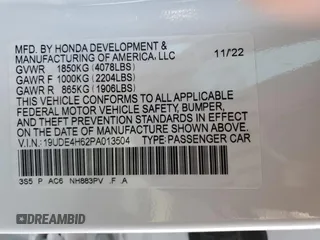 MFD. BY HONDA DEVELOPMENT &
MANUFACTURING OF AMERICA, LLC 11/22
GVWR 1850KG (4078LBS)
GAWR F 1000KG (2204LBS)
GAWR R 865KG (1906LBS)
THIS VEHICLE CONFORMS TO ALL APPLICABLE
FEDERAL MOTOR VEHICLE SAFETY, BUMPER,
AND THEFT PREVENTION STANDARDS IN EFFECT
ON THE DATE OF MANUFACTURE SHOWN ABOVE.
V.I.N.: 19UDE4H62PA013504 TYPE: PASSENGER CAR
3S5 P AC6 NH883PV .F .A
DREAMBID